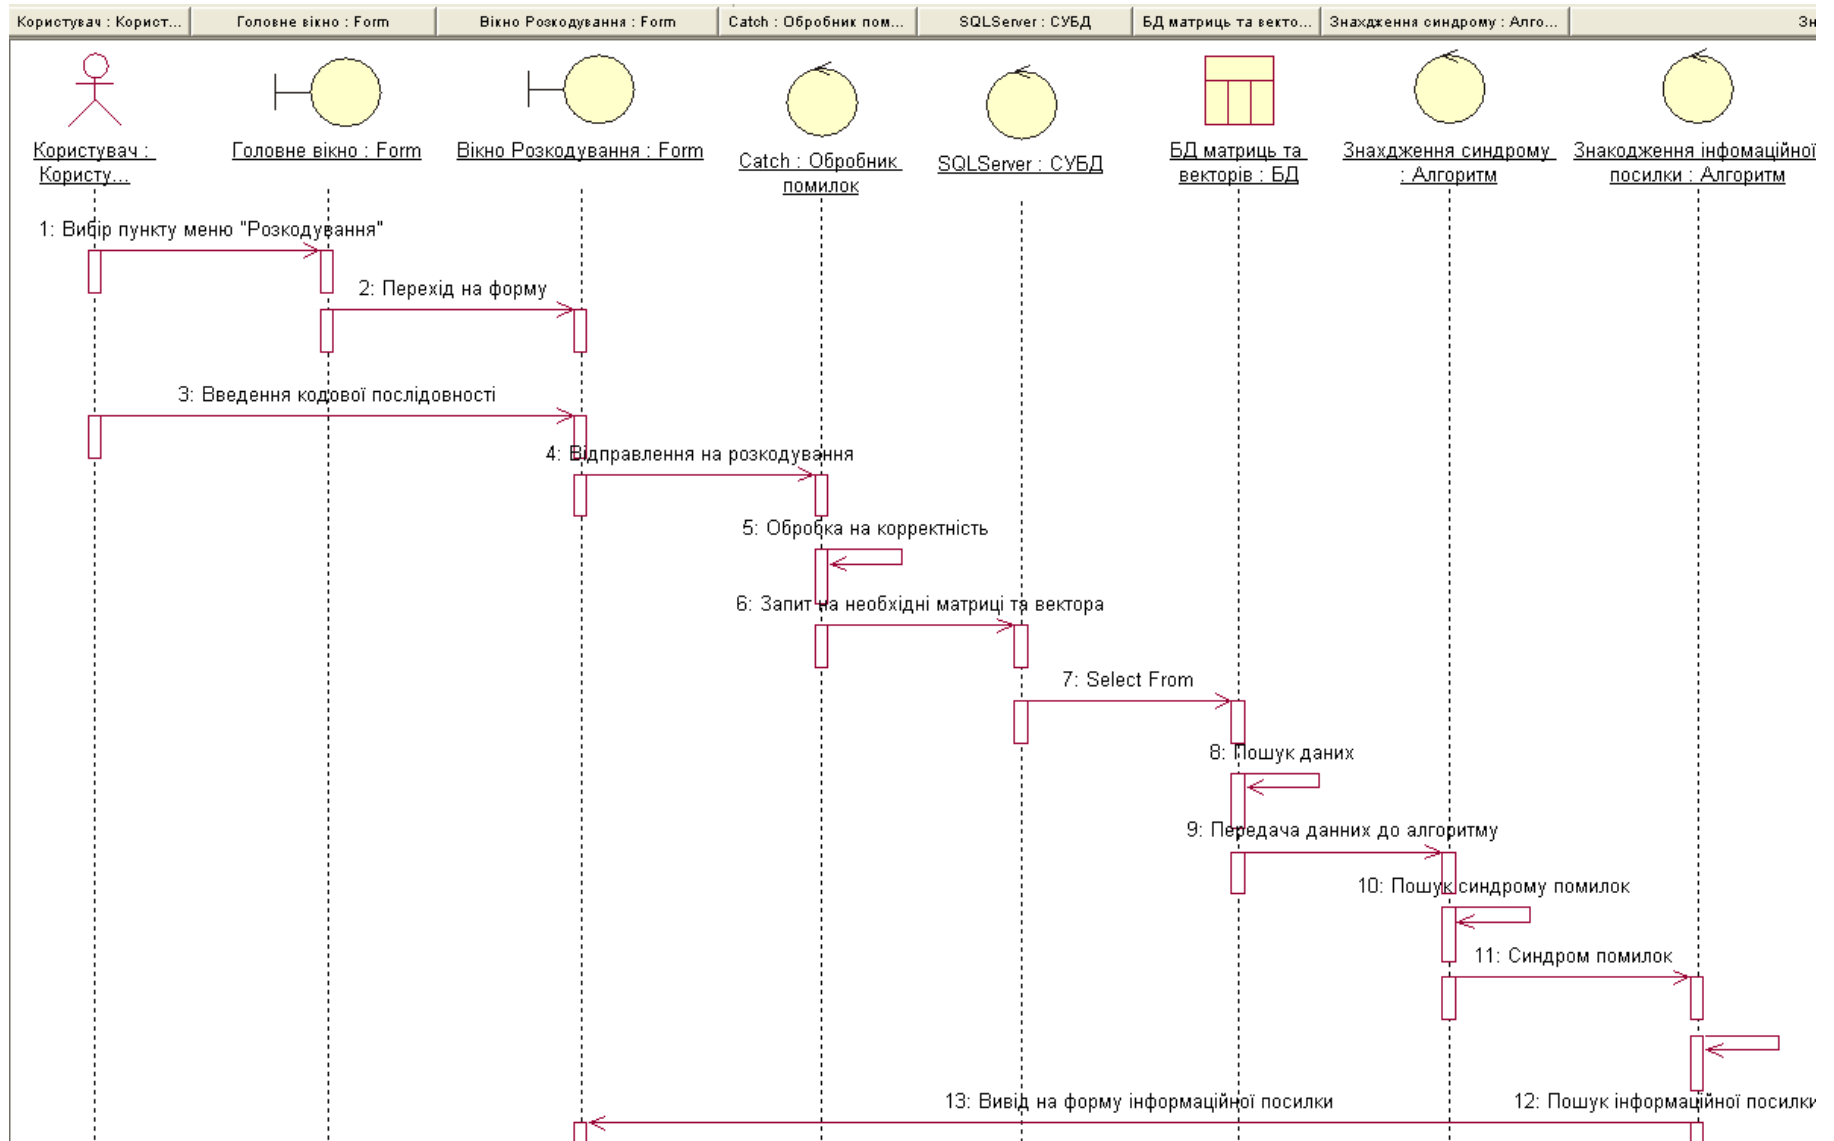 Користувач : Корист...
Головне вікно : Form
Вікно Розкодування : Form
Catch : Обробник пом...
SQLServer : СУБД
БД матриць та векто...
Знахдження синдрому : Алго...
Зн
Користувач :
Користу...
Головне вікно : Form
Вікно Розкодування : Form
Catch : Обробник
помилок
SQLServer : СУБД
БД матриць та
векторів : БД
Знахдження синдрому
: Алгоритм
Знакодження інфомаційної
посилки : Алгоритм
1: Вибір пункту меню "Розкодування"
2: Перехід на форму
3: Введення кодової послідовності
4: Відправлення на розкодування
5: Обробка на корректність
6: Запит на необхідні матриці та вектора
7: Select From
8: Пошук даних
9: Передача данних до алгоритму
10: Пошук синдрому помилок
11: Синдром помилок
13: Вивід на форму інформаційної посилки
12: Пошук інформаційної посилки